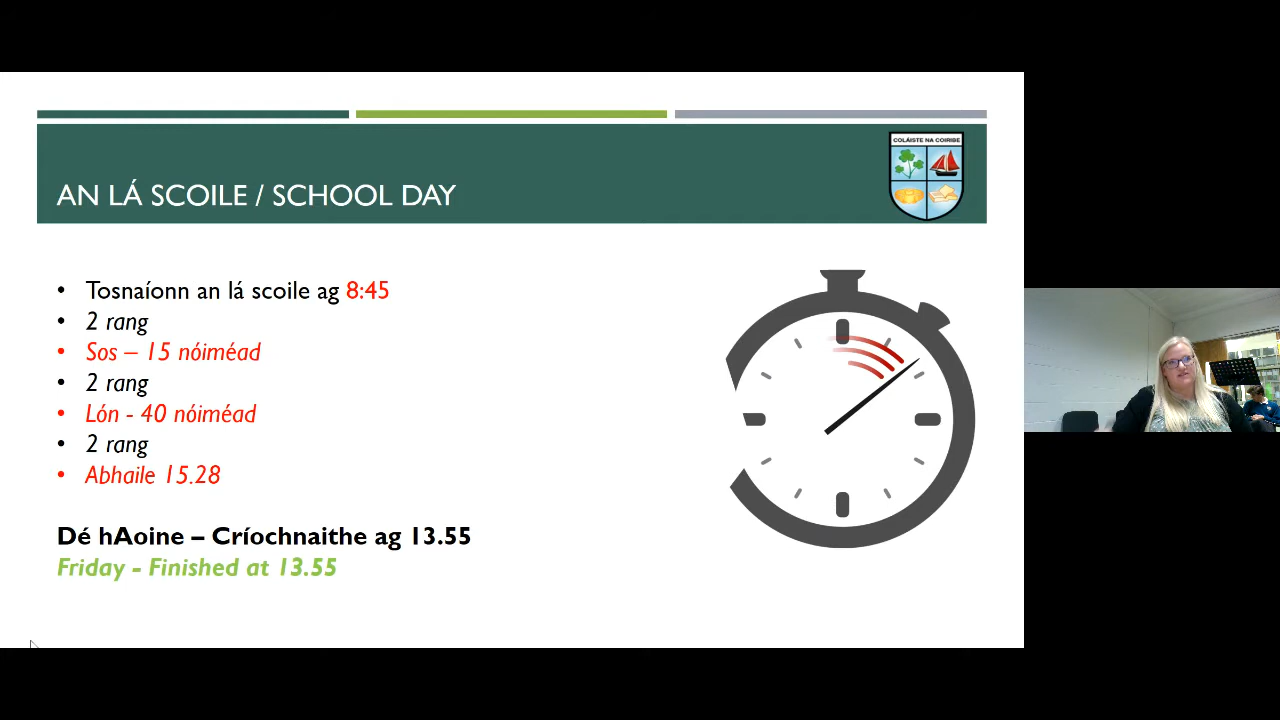 COLÁISTE NA COIRIBE
AN LÁ SCOILE / SCHOOL DAY
• Tosnaíonn an lá scoile ag 8:45
• 2 rang
• Sos – 15 nóiméad
• 2 rang
• Lón - 40 nóiméad
• 2 rang
• Abhaile 15.28
Dé hAoine – Críochnaithe ag 13.55
Friday - Finished at 13.55